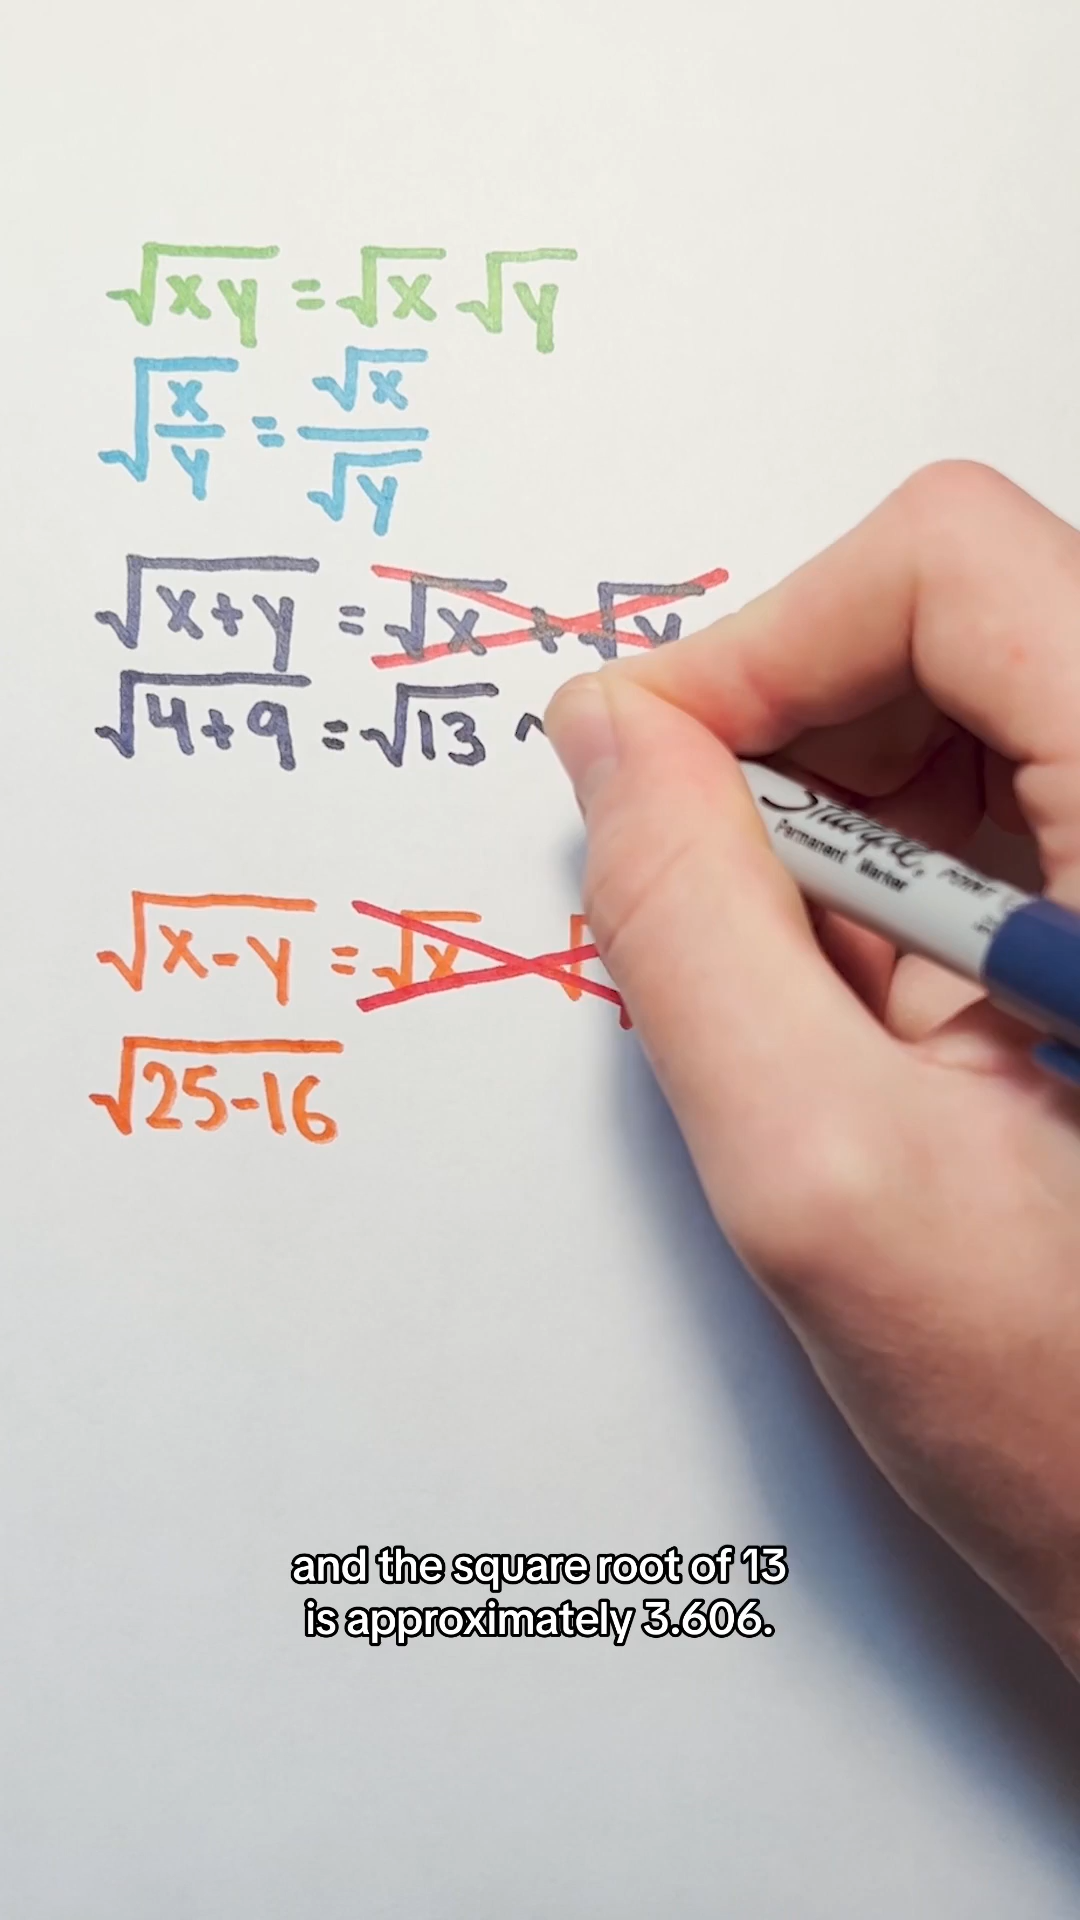 √xy = √x √y
√(x/y) = √x/√y
√x+y = √x + √y
√4+9 = √13 ~
Sharpie.
Permanent Marker
POINT
√x-y = √x
√25-16
and the square root of 13
is approximately 3.606.